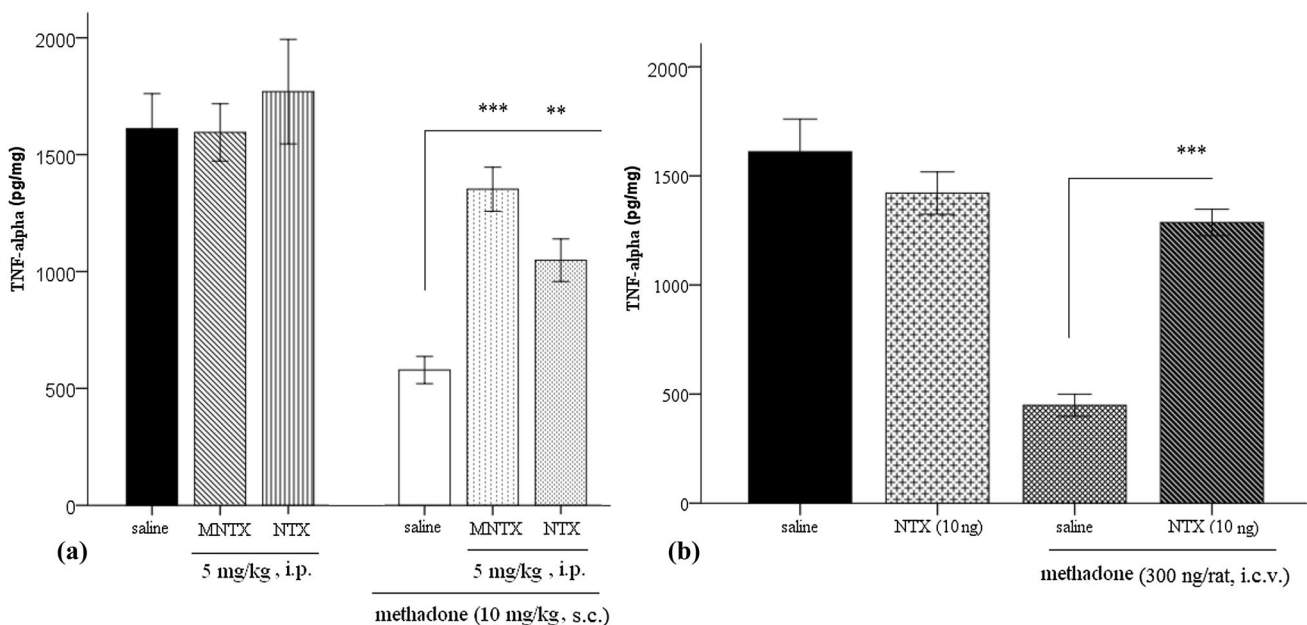 2000
1500
1000
500
0
TNF-alpha (pg/mg)
*** **
saline MNTX NTX saline MNTX NTX
5 mg/kg , i.p. 5 mg/kg , i.p.
methadone (10 mg/kg, s.c.)
(a)
2000
1500
1000
500
0
TNF-alpha (pg/mg)
***
saline NTX (10 ng) saline NTX (10 ng)
methadone (300 ng/rat, i.c.v.)
(b)